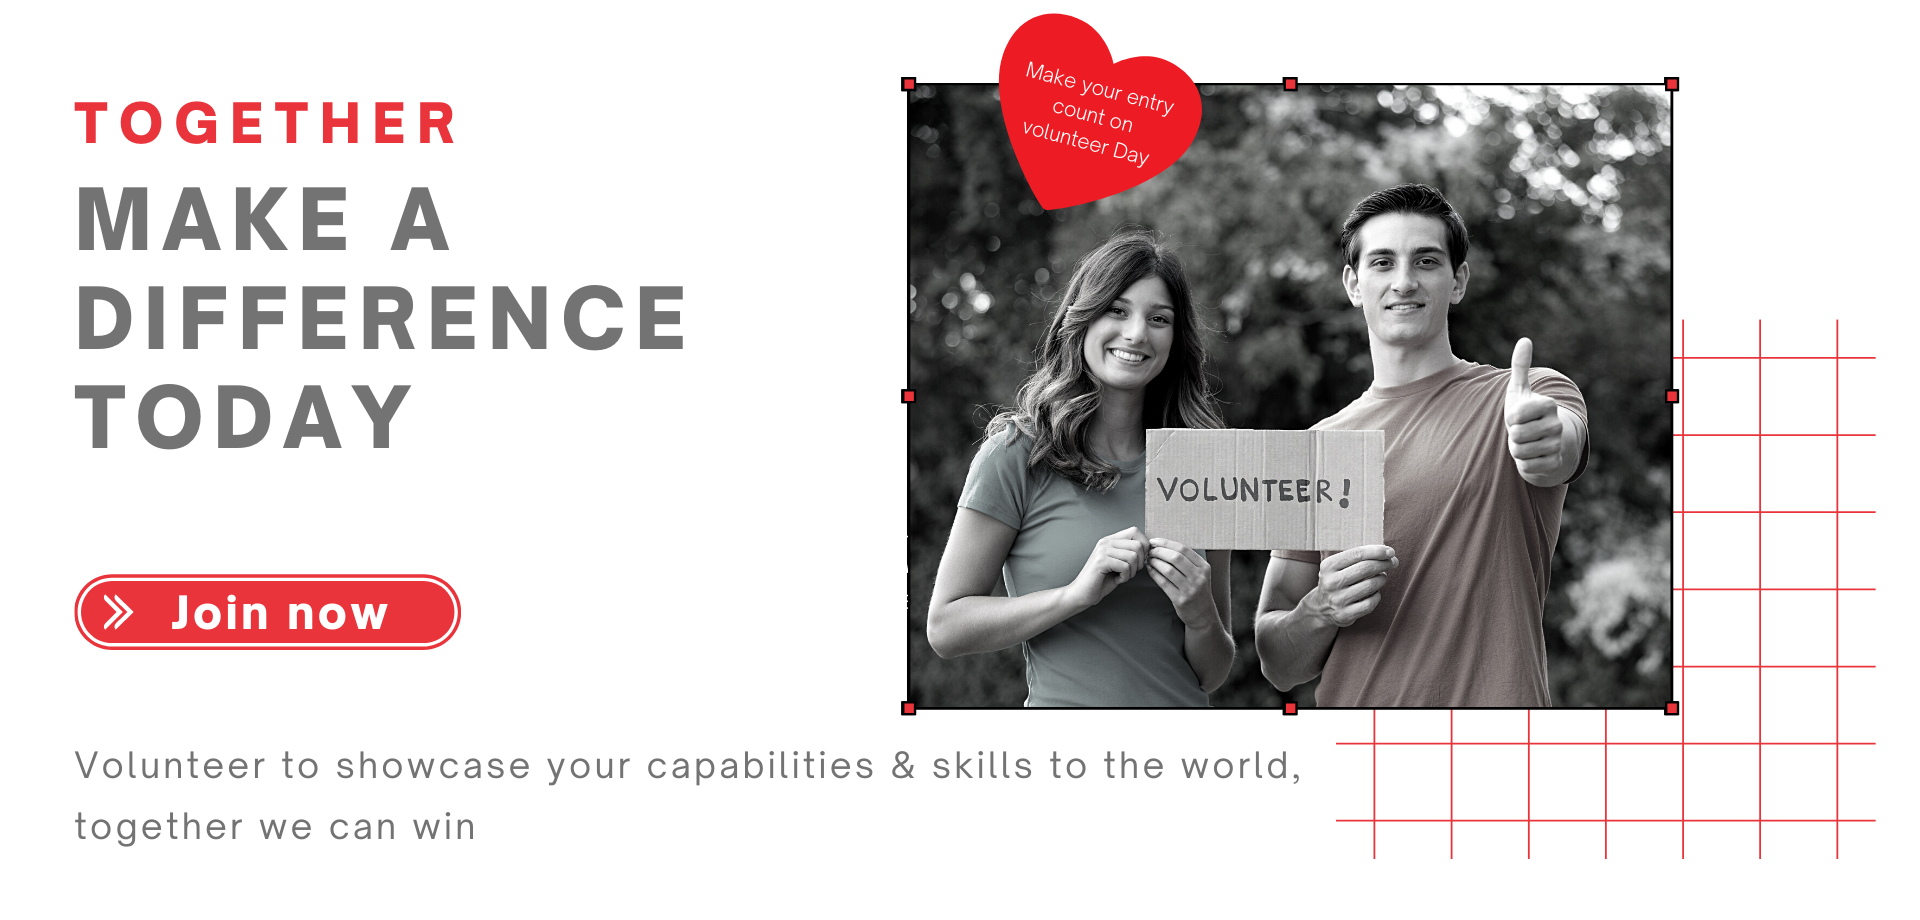 TOGETHER
MAKE A
DIFFERENCE
TODAY
Join now
Volunteer to showcase your capabilities & skills to the world,
together we can win
Make your entry
count on
volunteer Day
VOLUNTEER!